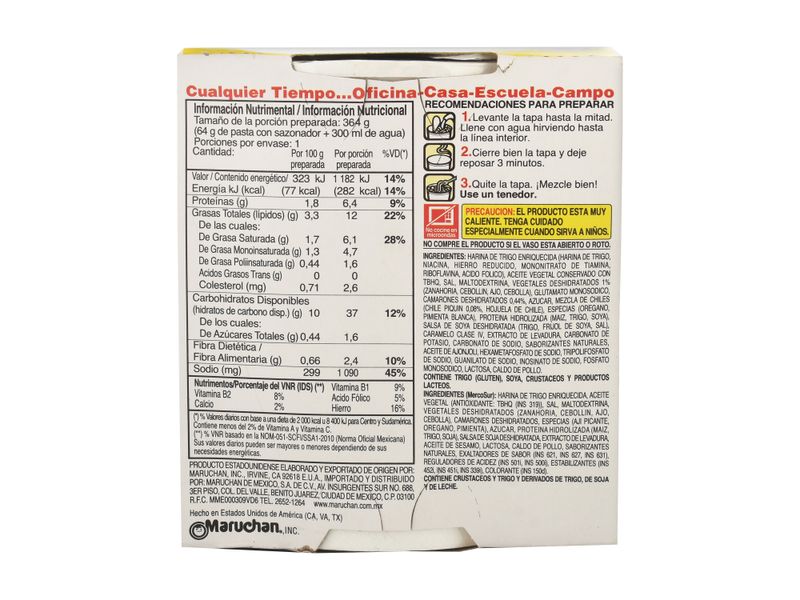 Cualquier Tiempo...Oficina-Casa-Escuela-Campo
Información Nutrimental / Información Nutricional
Tamaño de la porción preparada: 364 g
(64 g de pasta con sazonador + 300 ml de agua)
Porciones por envase: 1
Cantidad: Por 100 g preparada Por porción preparada %VD(*)
Valor / Contenido energético/ 323 kJ 1 182 kJ 14%
Energía kJ (kcal) (77 kcal) (282 kcal) 14%
Proteínas (g) 1,8 6,4 9%
Grasas Totales (lípidos) (g) 3,3 12 22%
De las cuales:
De Grasa Saturada (g) 1,7 6,1 28%
De Grasa Monoinsaturada (g) 1,3 4,7
De Grasa Poliinsaturada (g) 0,44 1,6
Acidos Grasos Trans (g) 0 0
Colesterol (mg) 0,71 2,6
Carbohidratos Disponibles
(hidratos de carbono disp.) (g) 10 37 12%
De los cuales:
De Azúcares Totales (g) 0,44 1,6
Fibra Dietética /
Fibra Alimentaria (g) 0,66 2,4 10%
Sodio (mg) 299 1 090 45%
Nutrimentos/Porcentaje del VNR (IDS) (**) Vitamina B1 9%
Vitamina B2 8% Acido Fólico 5%
Calcio 2% Hierro 16%
(*) % Valores diarios con base a una dieta de 2 000 kcal u 8 400 kJ para Centro y Sudamérica.
Contiene menos del 2% de Vitamina A y Vitamina C.
(**) % VNR basado en la NOM-051-SCFI/SSA1-2010 (Norma Oficial Mexicana)
Sus valores diarios pueden ser mayores o menores dependiendo de sus
necesidades energéticas.
PRODUCTO ESTADOUNIDENSE ELABORADO Y EXPORTADO DE ORIGEN POR:
MARUCHAN, INC., IRVINE, CA 92618 E.U.A., IMPORTADO Y DISTRIBUIDO
POR: MARUCHAN DE MEXICO, S.A. DE C.V., AV. INSURGENTES SUR NO. 688,
3ER PISO, COL. DEL VALLE, BENITO JUAREZ, CIUDAD DE MEXICO, C.P. 03100
R.F.C. MME000309VD6 TEL. 2652-1264 www.maruchan.com.mx
Hecho en Estados Unidos de América (CA, VA, TX)
Maruchan, INC.
RECOMENDACIONES PARA PREPARAR
1.Levante la tapa hasta la mitad.
Llene con agua hirviendo hasta
la línea interior.
2.Cierre bien la tapa y deje
reposar 3 minutos.
3.Quite la tapa. ¡Mezcle bien!
Use un tenedor.
No cocine en
microondas
PRECAUCION: EL PRODUCTO ESTA MUY
CALIENTE. TENGA CUIDADO
ESPECIALMENTE CUANDO SIRVA A NIÑOS.
NO COMPRE EL PRODUCTO SI EL VASO ESTA ABIERTO O ROTO.
INGREDIENTES: HARINA DE TRIGO ENRIQUECIDA (HARINA DE TRIGO,
NIACINA, HIERRO REDUCIDO, MONONITRATO DE TIAMINA,
RIBOFLAVINA, ACIDO FOLICO), ACEITE VEGETAL CONSERVADO CON
TBHQ, SAL, MALTODEXTRINA, VEGETALES DESHIDRATADOS 1%
(ZANAHORIA, CEBOLLIN, AJO, CEBOLLA), GLUTAMATO MONOSODICO,
CAMARONES DESHIDRATADOS 0,44%, AZUCAR, MEZCLA DE CHILES
(CHILE PIQUIN 0,08%, HOJUELA DE CHILE), ESPECIAS (OREGANO,
PIMIENTA BLANCA), PROTEINA HIDROLIZADA (MAIZ, TRIGO, SOYA),
SALSA DE SOYA DESHIDRATADA (TRIGO, FRIJOL DE SOYA, SAL),
CARAMELO CLASE IV, EXTRACTO DE LEVADURA, CARBONATO DE
POTASIO, CARBONATO DE SODIO, SABORIZANTES NATURALES,
ACEITE DE AJONJOLI, HEXAMETAFOSFATO DE SODIO, TRIPOLIFOSFATO
DE SODIO, GUANILATO DE SODIO, INOSINATO DE SODIO, FOSFATO
MONOSODICO, LACTOSA, CALDO DE POLLO.
CONTIENE TRIGO (GLUTEN), SOYA, CRUSTACEOS Y PRODUCTOS
LACTEOS.
INGREDIENTES (MercoSur): HARINA DE TRIGO ENRIQUECIDA, ACEITE
VEGETAL (ANTIOXIDANTE: TBHQ (INS 319)), SAL, MALTODEXTRINA,
VEGETALES DESHIDRATADOS (ZANAHORIA, CEBOLLIN, AJO,
CEBOLLA), CAMARONES DESHIDRATADOS, ESPECIAS (AJI PICANTE,
OREGANO, PIMIENTA), AZUCAR, PROTEINA HIDROLIZADA (MAIZ,
TRIGO, SOJA), SALSA DE SOJA DESHIDRATADA, EXTRACTO DE LEVADURA,
ACEITE DE SESAMO, LACTOSA, CALDO DE POLLO, SABORIZANTES
NATURALES, EXALTADORES DE SABOR (INS 621, INS 627, INS 631),
REGULADORES DE ACIDEZ (INS 501i, INS 500i), ESTABILIZANTES (INS
452i, INS 451i, INS 339i), COLORANTE (INS 150d).
CONTIENE CRUSTACEOS Y TRIGO Y DERIVADOS DE TRIGO, DE SOJA
Y DE LECHE.